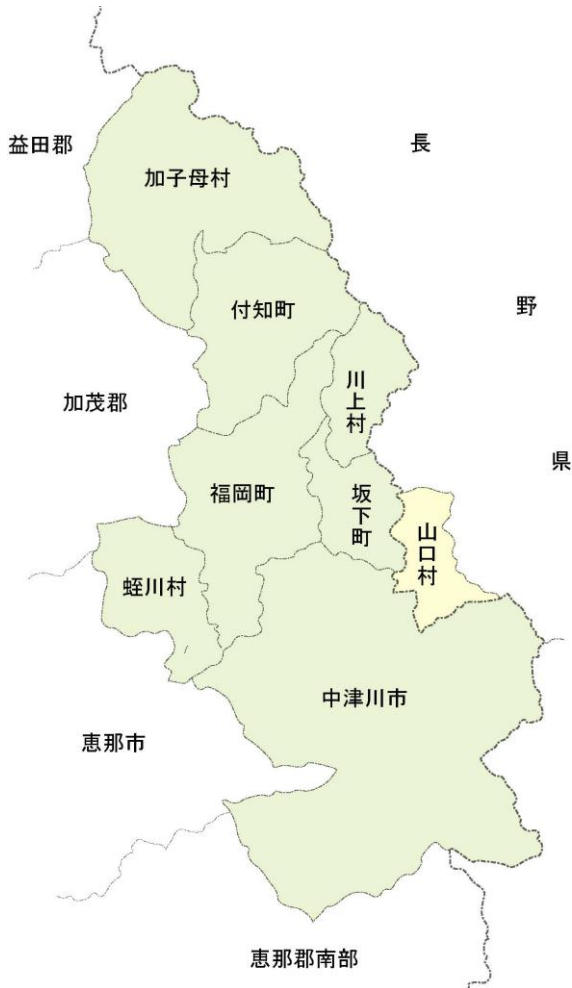 益田郡
長
加子母村
野
付知町
川上村
加茂郡
県
福岡町
坂下町
山口村
蛭川村
中津川市
恵那市
恵那郡南部